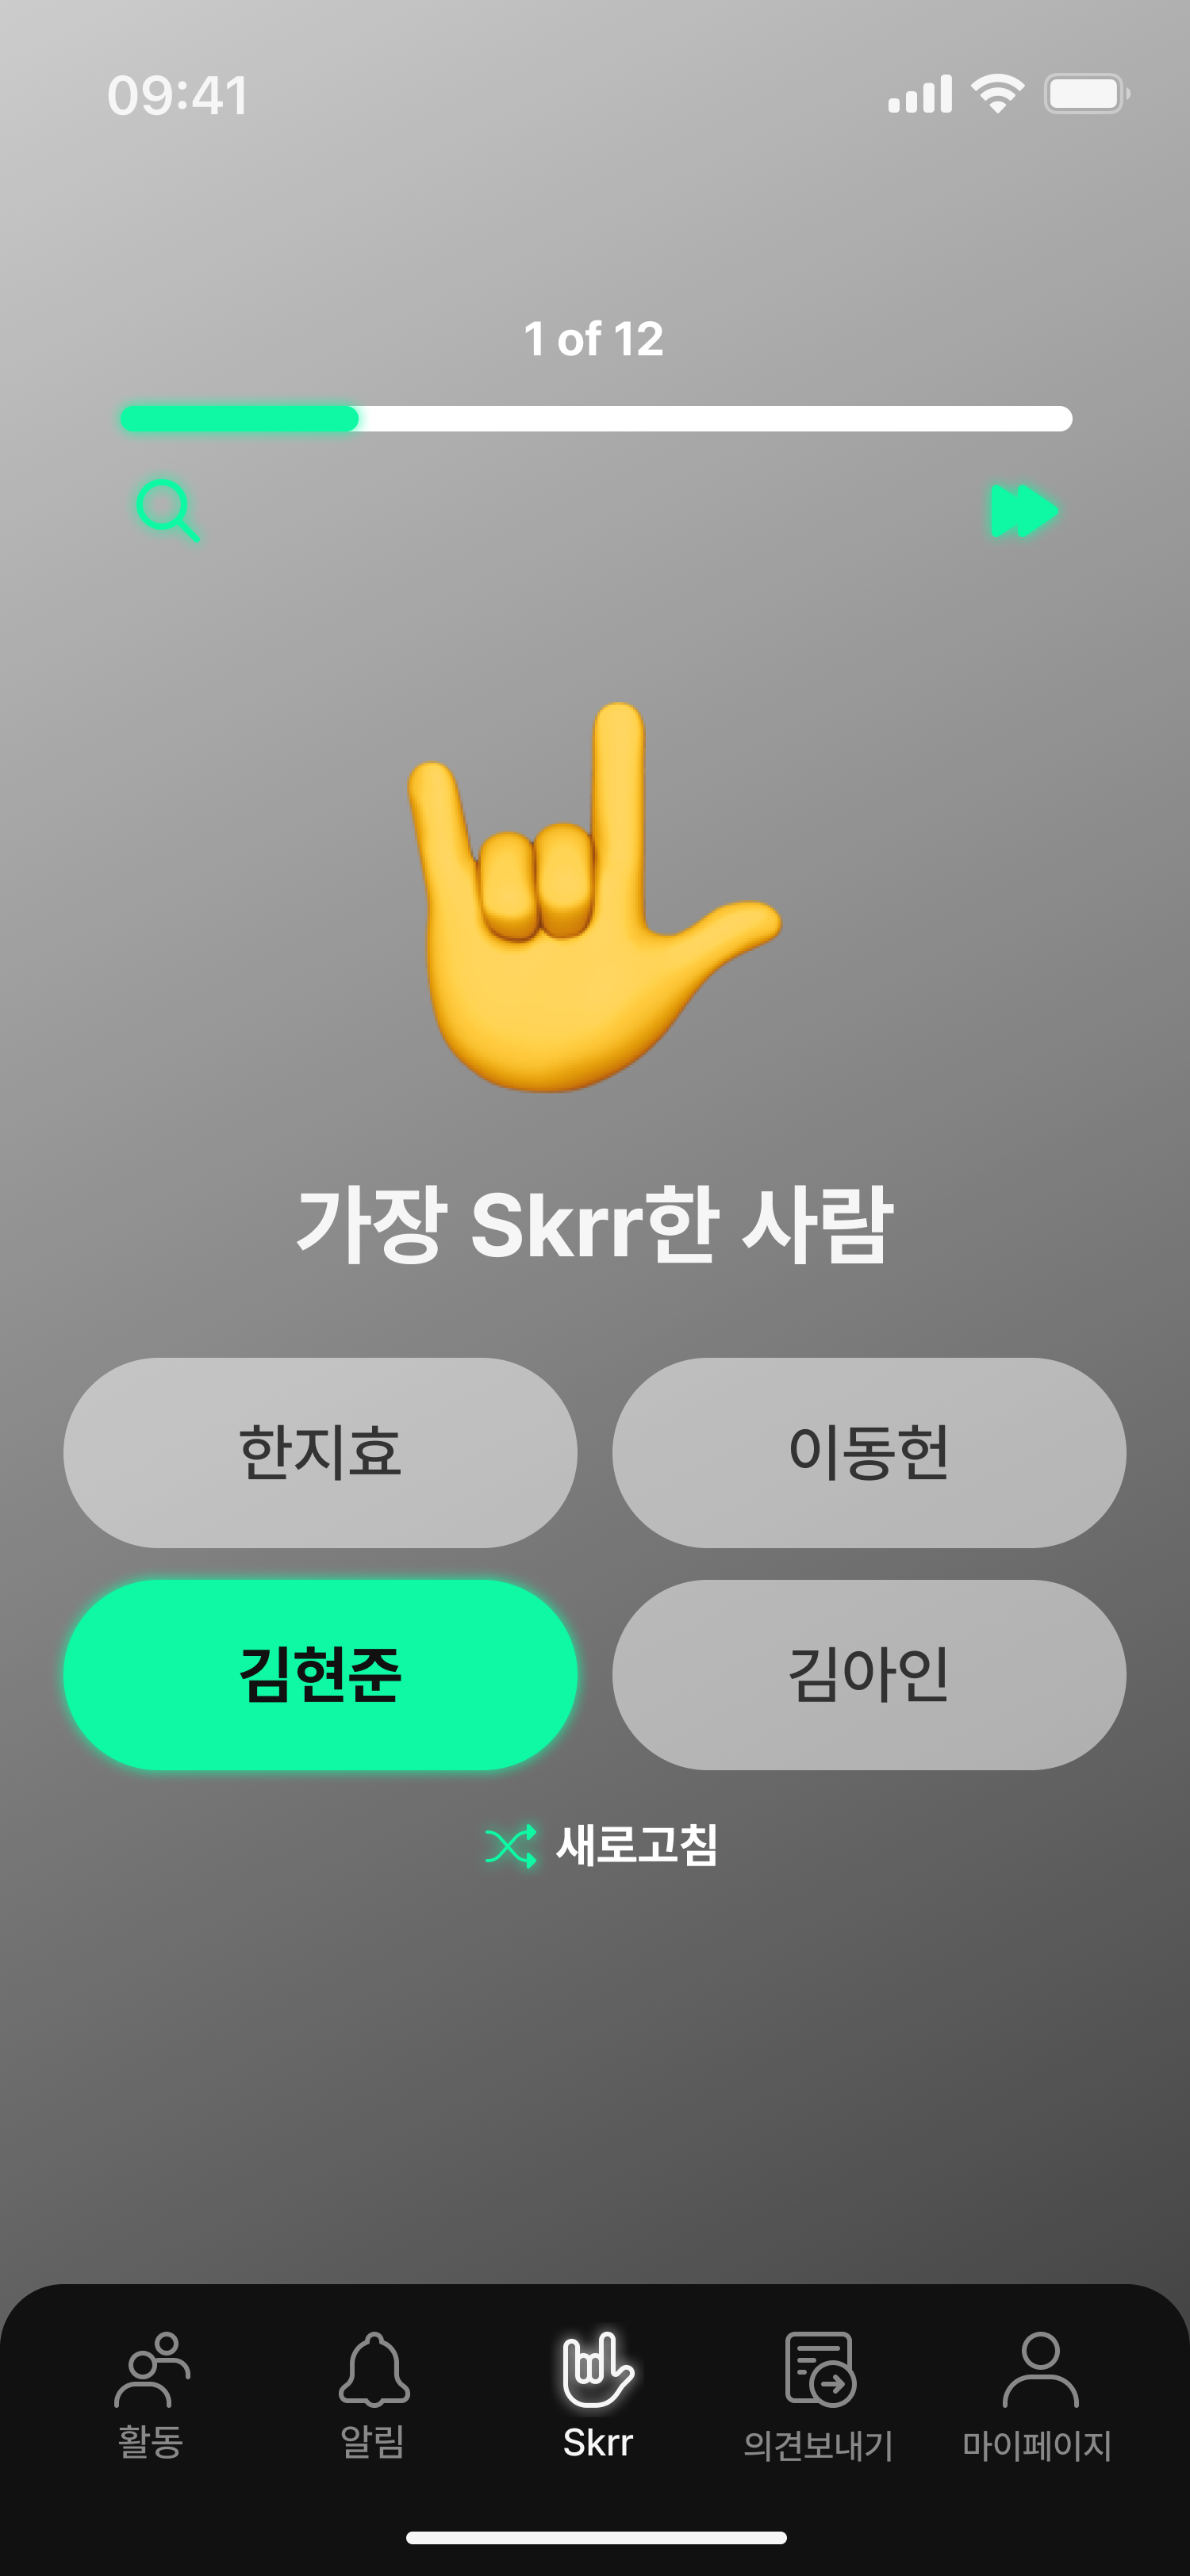 09:41
1 of 12
가장 Skrr한 사람
한지효
이동헌
김현준
김아인
새로고침
활동
알림
Skrr
의견보내기
마이페이지